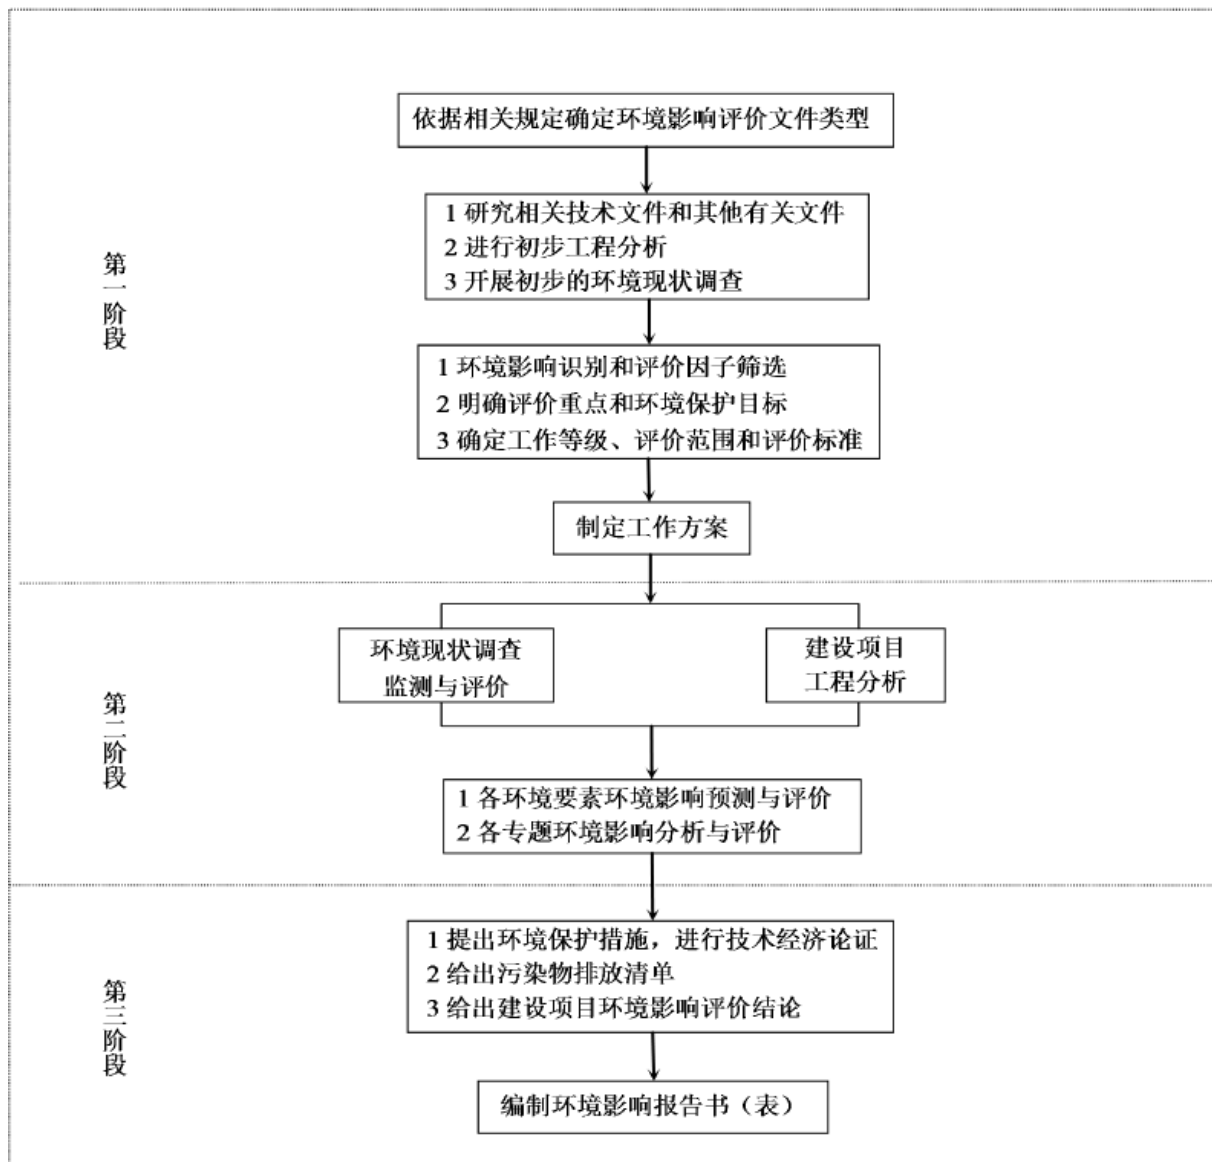 依据相关规定确定环境影响评价文件类型
1 研究相关技术文件和其他有关文件
2 进行初步工程分析
3 开展初步的环境现状调查
第一阶段
1 环境影响识别和评价因子筛选
2 明确评价重点和环境保护目标
3 确定工作等级、评价范围和评价标准
制定工作方案
环境现状调查
监测与评价
建设项目
工程分析
第二阶段
1 各环境要素环境影响预测与评价
2 各专题环境影响分析与评价
1 提出环境保护措施，进行技术经济论证
2 给出污染物排放清单
3 给出建设项目环境影响评价结论
第三阶段
编制环境影响报告书（表）